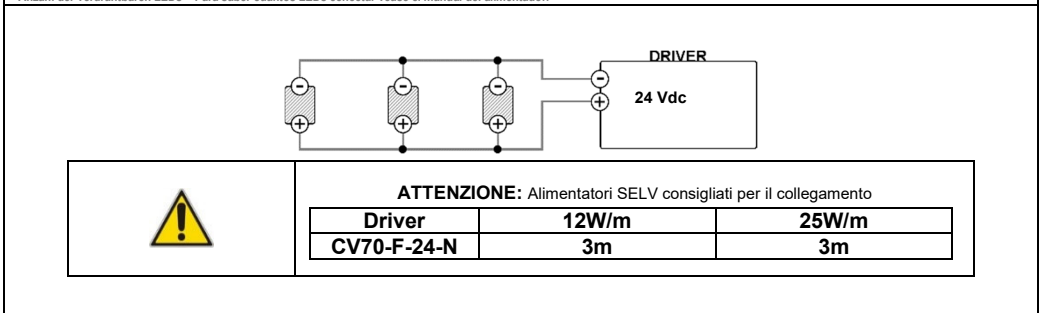 DRIVER
24 Vdc
ATTENZIONE: Alimentatori SELV consigliati per il collegamento
Driver 12W/m 25W/m
CV70-F-24-N 3m 3m